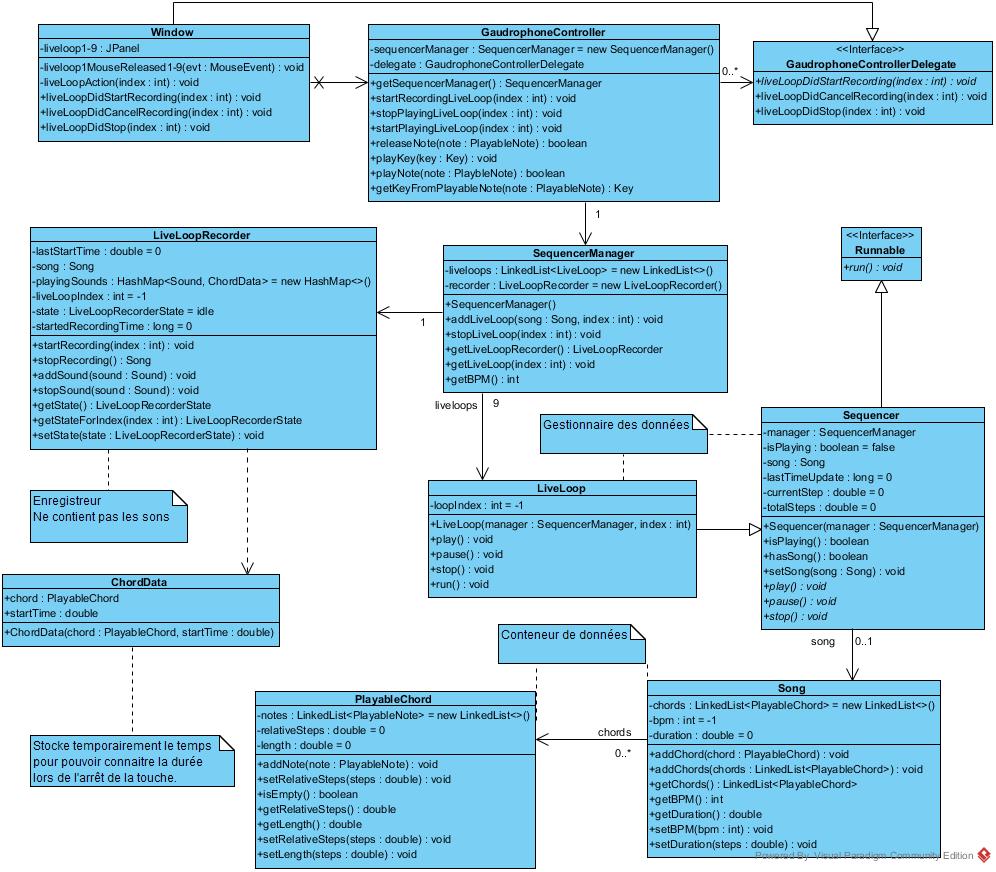 Window
-liveloop1-9 : JPanel
-liveloop1MouseReleased1-9(evt : MouseEvent) : void
-liveLoopAction(index : int) : void
+liveLoopDidStartRecording(index : int) : void
+liveLoopDidCancelRecording(index : int) : void
+liveLoopDidStop(index : int) : void
GaudrophoneController
-sequencerManager : SequencerManager = new SequencerManager()
-delegate : GaudrophoneControllerDelegate
+getSequencerManager() : SequencerManager
+startRecordingLiveLoop(index : int) : void
+stopPlayingLiveLoop(index : int) : void
+startPlayingLiveLoop(index : int) : void
+releaseNote(note : PlayableNote) : boolean
+playKey(key : Key) : void
+playNote(note : PlaybleNote) : boolean
+getKeyFromPlayableNote(note : PlayableNote) : Key
0..*
<<Interface>>
GaudrophoneControllerDelegate
+liveLoopDidStartRecording(index : int) : void
+liveLoopDidCancelRecording(index : int) : void
+liveLoopDidStop(index : int) : void
1
LiveLoopRecorder
-lastStartTime : double = 0
-song : Song
-playingSounds : HashMap<Sound, ChordData> = new HashMap<>()
-liveLoopIndex : int = -1
-state : LiveLoopRecorderState = idle
-startedRecordingTime : long = 0
+startRecording(index : int) : void
+stopRecording() : Song
+addSound(sound : Sound) : void
+stopSound(sound : Sound) : void
+getState() : LiveLoopRecorderState
+getStateForIndex(index : int) : LiveLoopRecorderState
+setState(state : LiveLoopRecorderState) : void
1
SequencerManager
-liveloops : LinkedList<LiveLoop> = new LinkedList<>()
-recorder : LiveLoopRecorder = new LiveLoopRecorder()
+SequencerManager()
+addLiveLoop(song : Song, index : int) : void
+stopLiveLoop(index : int) : void
+getLiveLoopRecorder() : LiveLoopRecorder
+getLiveLoop(index : int) : void
+getBPM() : int
<<Interface>>
Runnable
+run() : void
liveloops
9
Gestionnaire des données
Sequencer
-manager : SequencerManager
-isPlaying : boolean = false
-song : Song
-lastTimeUpdate : long = 0
-currentStep : double = 0
-totalSteps : double = 0
+Sequencer(manager : SequencerManager)
+isPlaying() : boolean
+hasSong() : boolean
+setSong(song : Song) : void
+play() : void
+pause() : void
+stop() : void
Enregistreur
Ne contient pas les sons
LiveLoop
-loopIndex : int = -1
+LiveLoop(manager : SequencerManager, index : int)
+play() : void
+pause() : void
+stop() : void
+run() : void
ChordData
+chord : PlayableChord
+startTime : double
+ChordData(chord : PlayableChord, startTime : double)
Conteneur de données
song
0..1
Stocke temporairement le temps
pour pouvoir connaitre la durée
lors de l'arrêt de la touche.
PlayableChord
-notes : LinkedList<PlayableNote> = new LinkedList<>()
-relativeSteps : double = 0
-length : double = 0
+addNote(note : PlayableNote) : void
+setRelativeSteps(steps : double) : void
+isEmpty() : boolean
+getRelativeSteps() : double
+getLength() : double
+setRelativeSteps(steps : double) : void
+setLength(steps : double) : void
chords
0..*
Song
-chords : LinkedList<PlayableChord> = new LinkedList<>()
-bpm : int = -1
-duration : double = 0
+addChord(chord : PlayableChord) : void
+addChords(chords : LinkedList<PlayableChord>) : void
+getChords() : LinkedList<PlayableChord>
+getBPM() : int
+getDuration() : double
+setBPM(bpm : int) : void
+setDuration(steps : double) : void
Powered By Visual Paradigm Community Edition